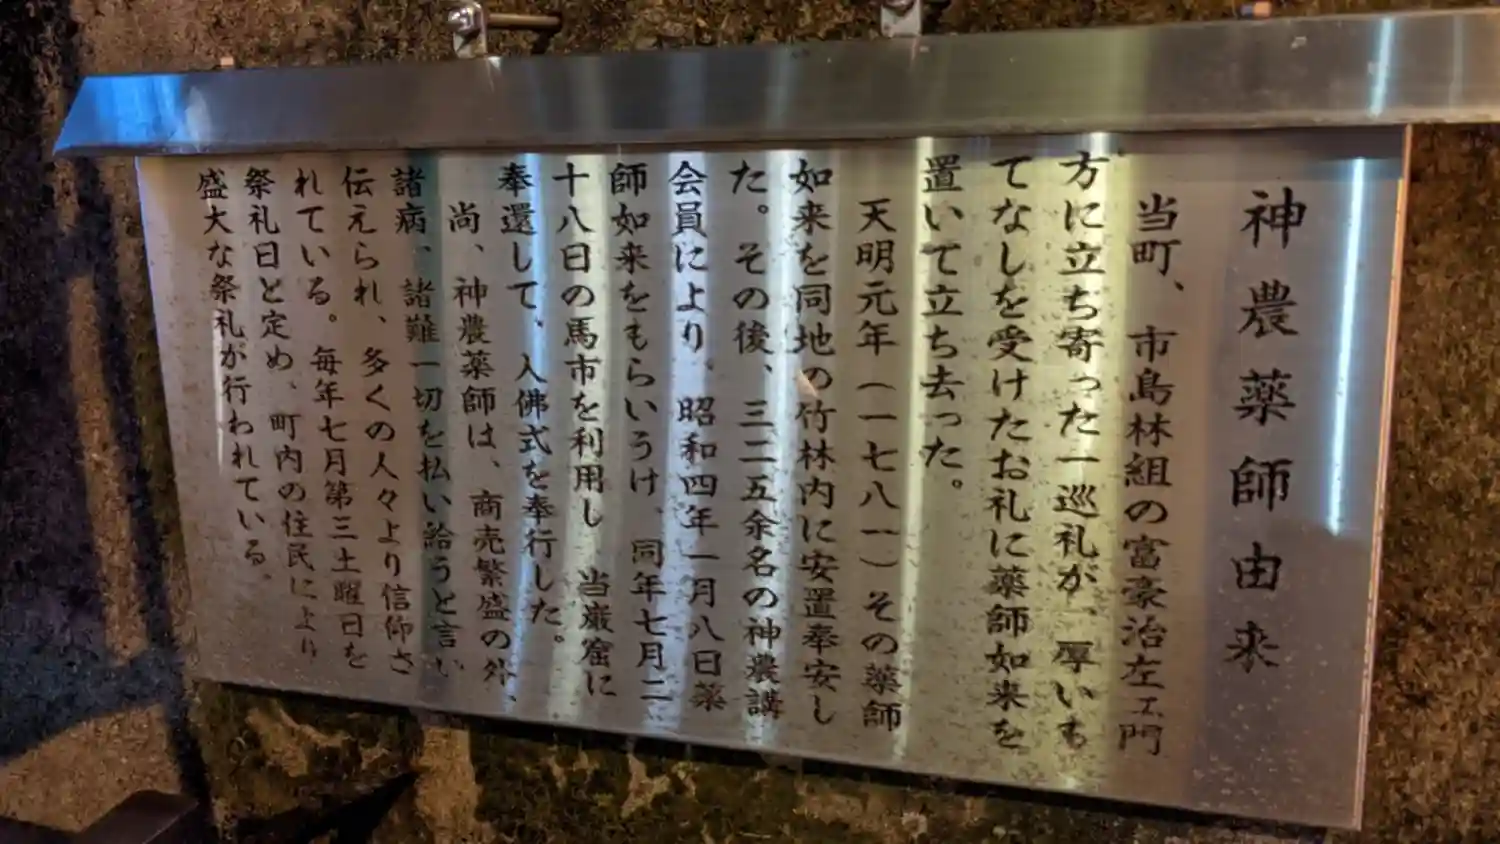 神農薬師由来
当町、市島林組の富豪治左エ門
方に立ち寄った一巡礼が、厚いも
てなしを受けたお礼に薬師如来を
置いて立ち去った。
天明元年(一七八一)その薬師
如来を同地の竹林内に安置奉安し
た。その後、三二五余名の神農講
会員により、昭和四年一月八日薬
師如来をもらいうけ、同年七月二
十八日の馬市を利用し当巌窟に
奉還して、入佛式を奉行した。
尚、神農薬師は、商売繁盛の外、
諸病、諸難一切を払い給うと言い
伝えられ、多くの人々より信仰さ
れている。毎年七月第三土曜日を
祭礼日と定め、町内の住民により
盛大な祭礼が行われている。